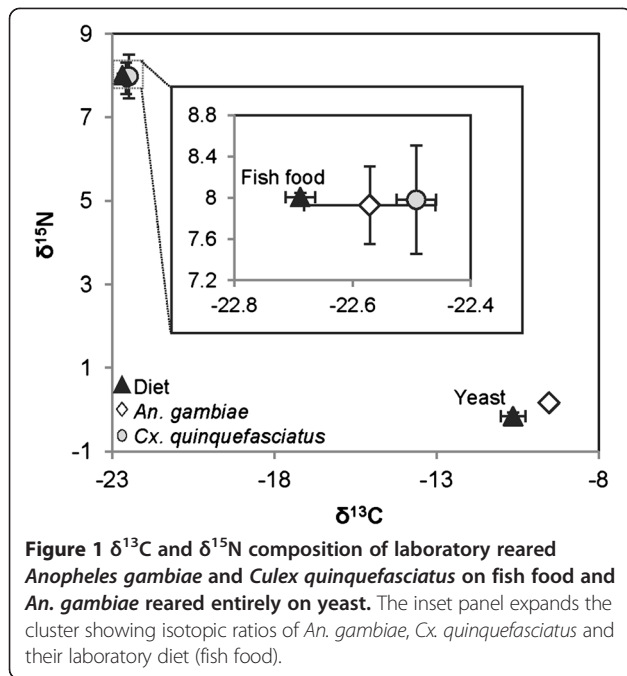 9
7
5
3
1
-1
δ¹⁵N
8.8
8.4
8
7.6
7.2
Fish food
-22.8
-22.6
-22.4
Diet
An. gambiae
Cx. quinquefasciatus
Yeast
-23
-18
-13
-8
δ¹³C
Figure 1 δ¹³C and δ¹⁵N composition of laboratory reared
Anopheles gambiae and Culex quinquefasciatus on fish food and
An. gambiae reared entirely on yeast. The inset panel expands the
cluster showing isotopic ratios of An. gambiae, Cx. quinquefasciatus and
their laboratory diet (fish food).